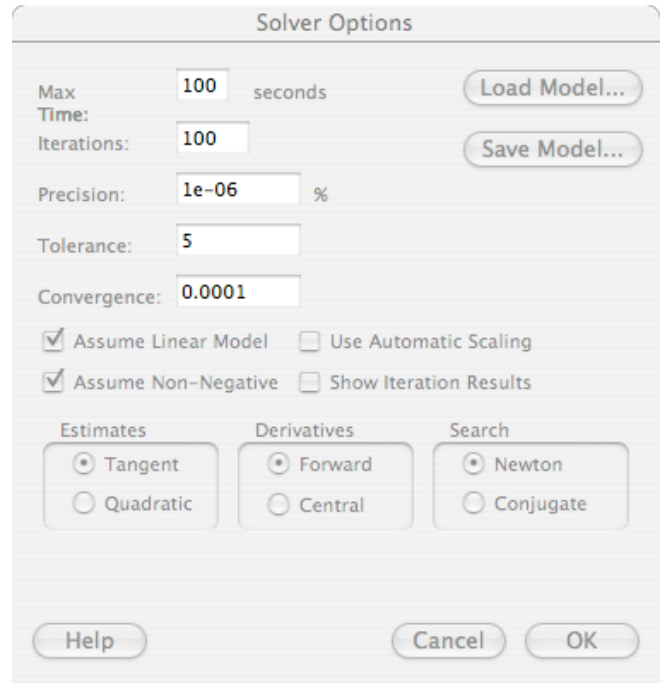 Solver Options
Max Time:
100 seconds
Load Model...
Iterations: 100
Save Model...
Precision: 1e-06 %
Tolerance: 5
Convergence: 0.0001
Assume Linear Model
Use Automatic Scaling
Assume Non-Negative
Show Iteration Results
Estimates
Derivatives
Search
Tangent
Forward
Newton
Quadratic
Central
Conjugate
Help
Cancel
OK